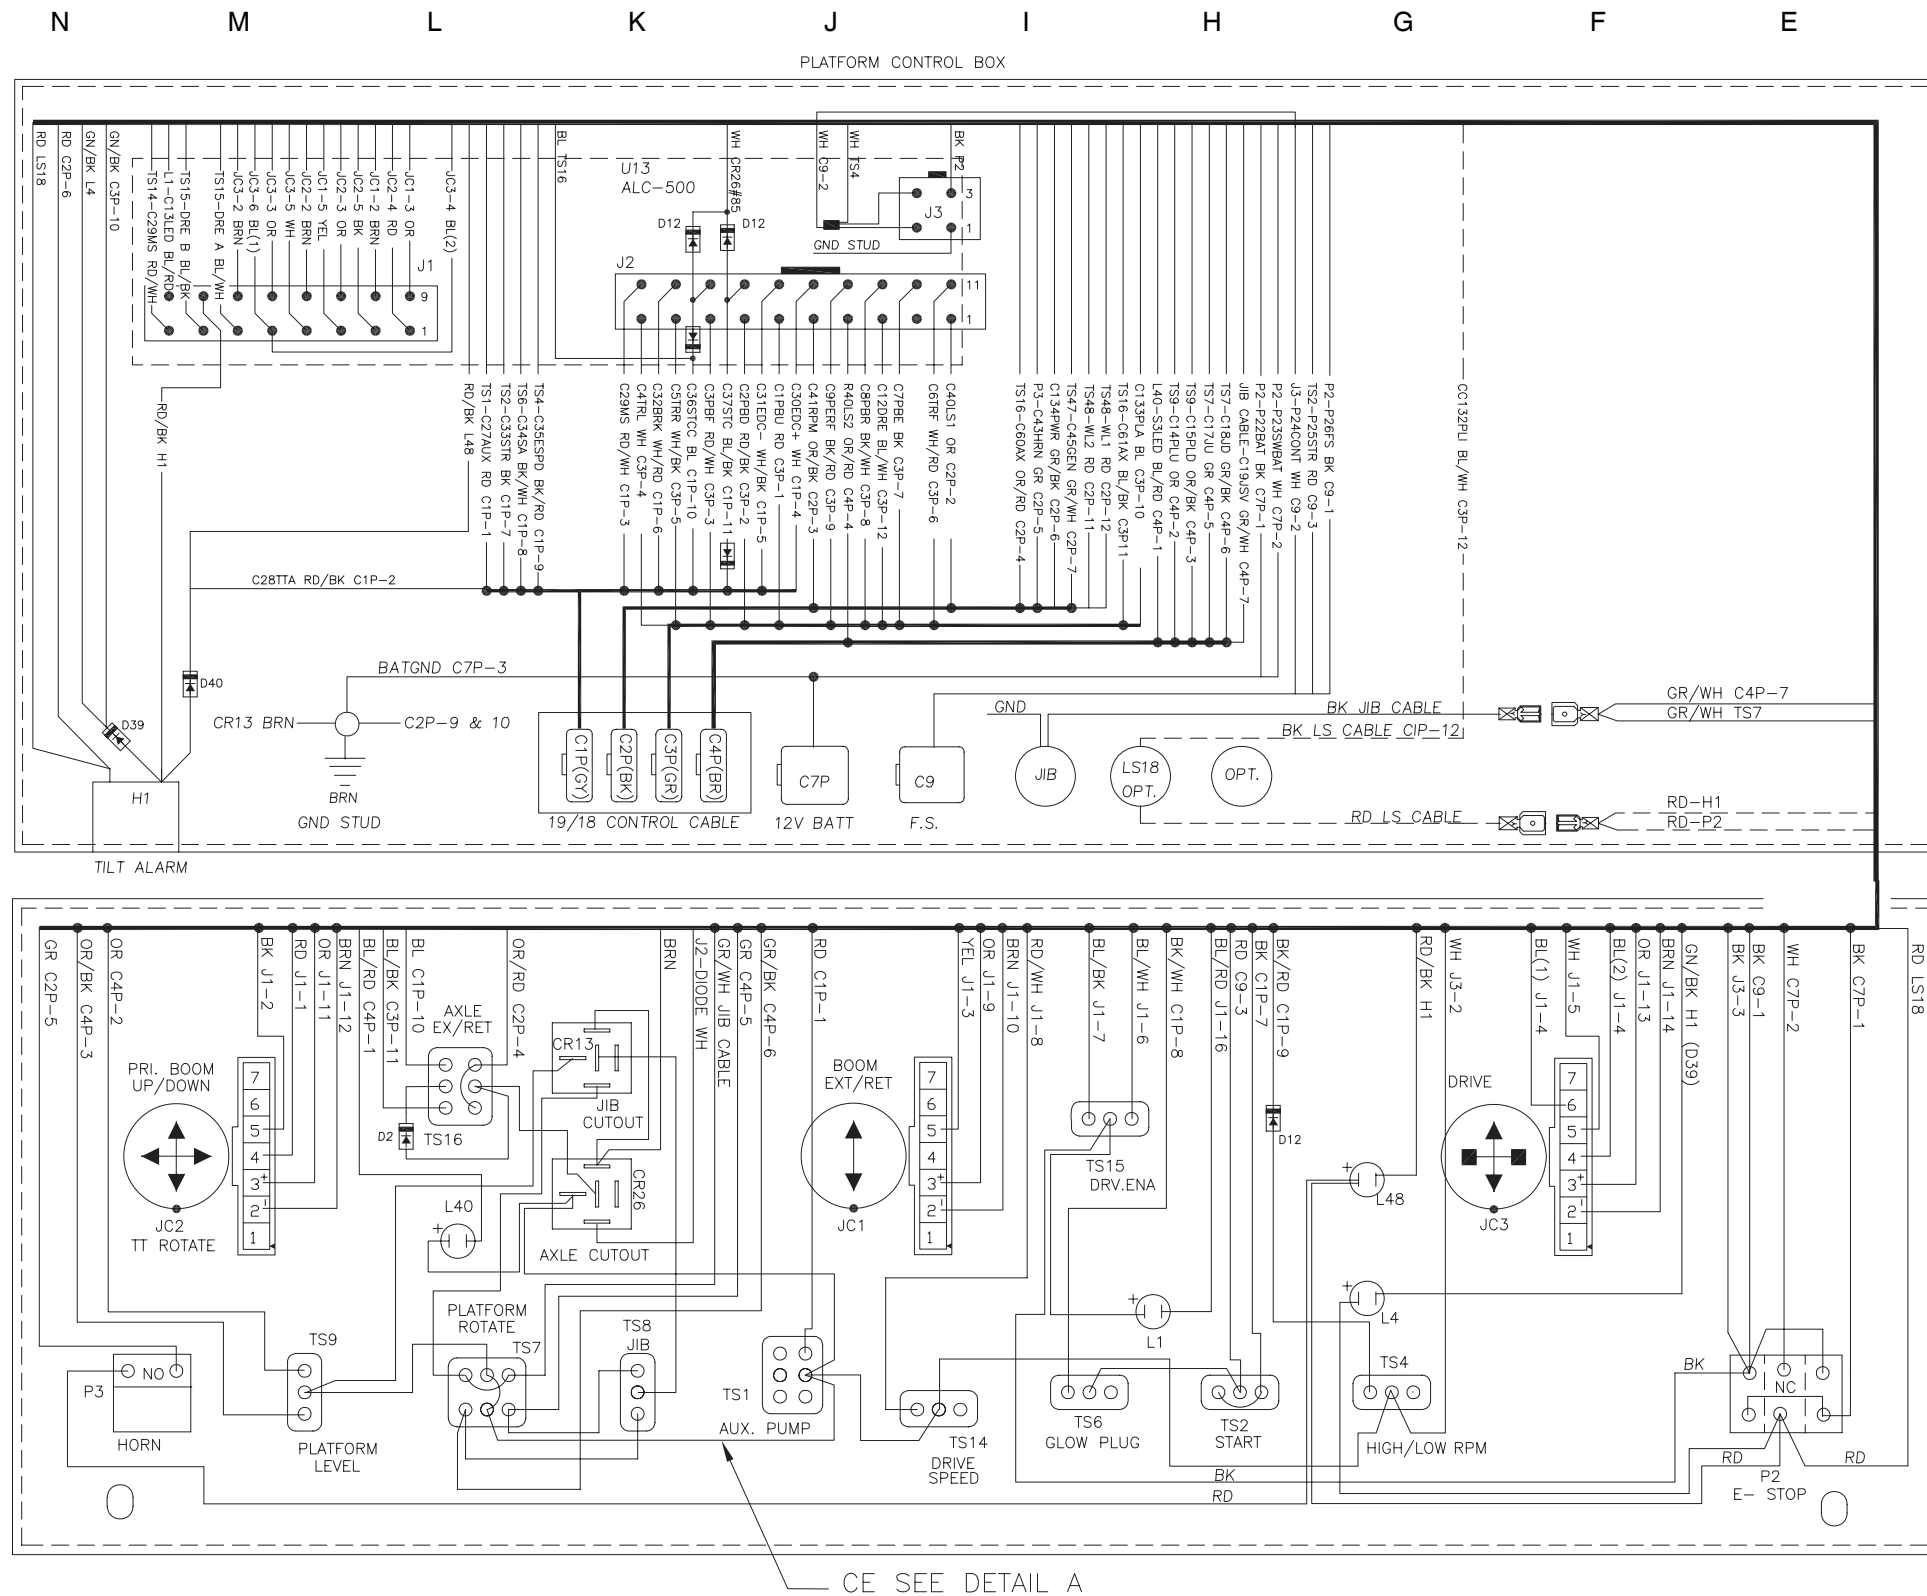 N M L K J I H G F E
PLATFORM CONTROL BOX
RD LS18
RD C2P-6
GN/BK L4
GN/BK C3P-10
TS14-C29MS RD/WH
L1-C13LED BL/RD
TS15-DRE B BL/BK
TS15-DRE A BL/WH
JC3-2 BRN
JC3-6 BL(1)
JC3-3 OR
JC3-5 WH
JC2-2 BRN
JC1-5 YEL
JC2-3 OR
JC2-5 BK
JC1-2 BRN
JC2-4 RD
JC1-3 OR
JC3-4 BL(2)
J1
9
1
BL TS16
U13
ALC-500
WH CR26#85
D12
D12
WH C9-2
WH TS4
BK P2
J3
3
1
GND STUD
J2
11
1
RD/BK H1
RD/BK L48
TS1-C27AUX RD C1P-1
TS2-C33STR BK C1P-7
TS6-C34SA BK/WH C1P-8
TS4-C35ESPD BK/RD C1P-9
C29MS RD/WH C1P-3
C4TRL WH C3P-4
C32BRK WH/RD C1P-6
C5TRR WH/BK C3P-5
C36STCC BL C1P-10
C3PBF RD/WH C3P-3
C37STC BL/BK C1P-11
C2PBD RD/BK C3P-2
C31EDC- WH/BK C1P-5
C1PBU RD C3P-1
C30EDC+ WH C1P-4
C41RPM OR/BK C2P-3
C9PERF BK/RD C3P-9
R40LS2 OR/RD C4P-4
C8PBR BK/WH C3P-8
C12DRE BL/WH C3P-12
C7PBE BK C3P-7
C6TRF WH/RD C3P-6
C40LS1 OR C2P-2
TS16-C60AX OR/RD C2P-4
P3-C43HRN GR C2P-5
C134PWR GR/BK C2P-6
TS47-C45GEN GR/WH C2P-7
TS48-WL2 RD C2P-11
TS48-WL1 RD C2P-12
TS16-C61AX BL/BK C3P11
C133PLA BL C3P-10
L40-S3LED BL/RD C4P-1
TS9-C14PLU OR C4P-2
TS9-C15PLD OR/BK C4P-3
TS7-C17JU GR C4P-5
TS7-C18JD GR/BK C4P-6
JIB CABLE-C19JSV GR/WH C4P-7
P2-P22BAT BK C7P-1
P2-P23SWBAT WH C7P-2
J3-P24CONT WH C9-2
TS2-P25STR RD C9-3
P2-P26FS BK C9-1
CC132PLI BL/WH C3P-12
C28TTA RD/BK C1P-2
BATGND C7P-3
D40
D39
CR13 BRN
C2P-9 & 10
BRN
GND STUD
H1
TILT ALARM
C1P(GY)
C2P(BK)
C3P(GR)
C4P(BR)
19/18 CONTROL CABLE
C7P
12V BATT
C9
F.S.
GND
JIB
LS18
OPT.
OPT.
BK JIB CABLE
BK LS CABLE CIP-12
RD LS CABLE
GR/WH C4P-7
GR/WH TS7
RD-H1
RD-P2
GR C2P-5
OR/BK C4P-3
OR C4P-2
BK J1-2
RD J1-1
OR J1-11
BRN J1-12
BL/RD C4P-1
BL/BK C3P-11
BL C1P-10
OR/RD C2P-4
BRN
J2-DIODE WH
GR/WH JIB CABLE
GR C4P-5
GR/BK C4P-6
RD C1P-1
YEL J1-3
OR J1-9
BRN J1-10
RD/WH J1-8
BL/BK J1-7
BL/WH J1-6
BK/WH C1P-8
BL/RD J1-16
RD C9-3
BK C1P-7
BK/RD C1P-9
RD/BK H1
WH J3-2
BL(1) J1-4
WH J1-5
BL(2) J1-4
OR J1-13
BRN J1-14
GN/BK H1 (D39)
BK J3-3
BK C9-1
WH C7P-2
BK C7P-1
RD LS18
PRI. BOOM
UP/DOWN
JC2
TT ROTATE
7
6
5
4
3+
2-
1
AXLE
EX/RET
TS16
D2
L40
+
CR13
JIB
CUTOUT
CR26
AXLE CUTOUT
BOOM
EXT/RET
JC1
7
6
5
4
3+
2-
1
TS15
DRV.ENA
D12
L48
+
DRIVE
JC3
7
6
5
4
3+
2-
1
L1
+
L4
+
P3
NO
HORN
TS9
PLATFORM
LEVEL
PLATFORM
ROTATE
TS7
TS8
JIB
TS1
AUX. PUMP
TS14
DRIVE
SPEED
TS6
GLOW PLUG
TS2
START
TS4
HIGH/LOW RPM
BK
NC
RD
RD
P2
E- STOP
BK
RD
CE SEE DETAIL A